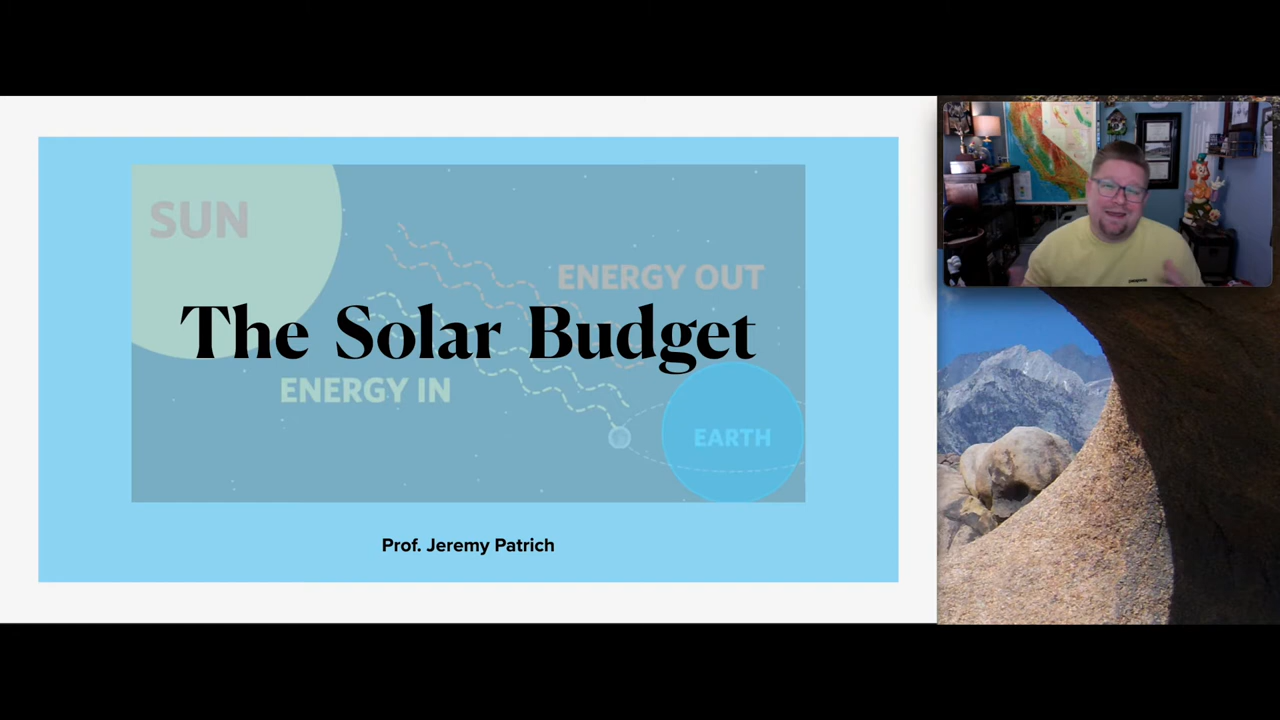 SUN
ENERGY OUT
The Solar Budget
ENERGY IN
EARTH
Prof. Jeremy Patrich